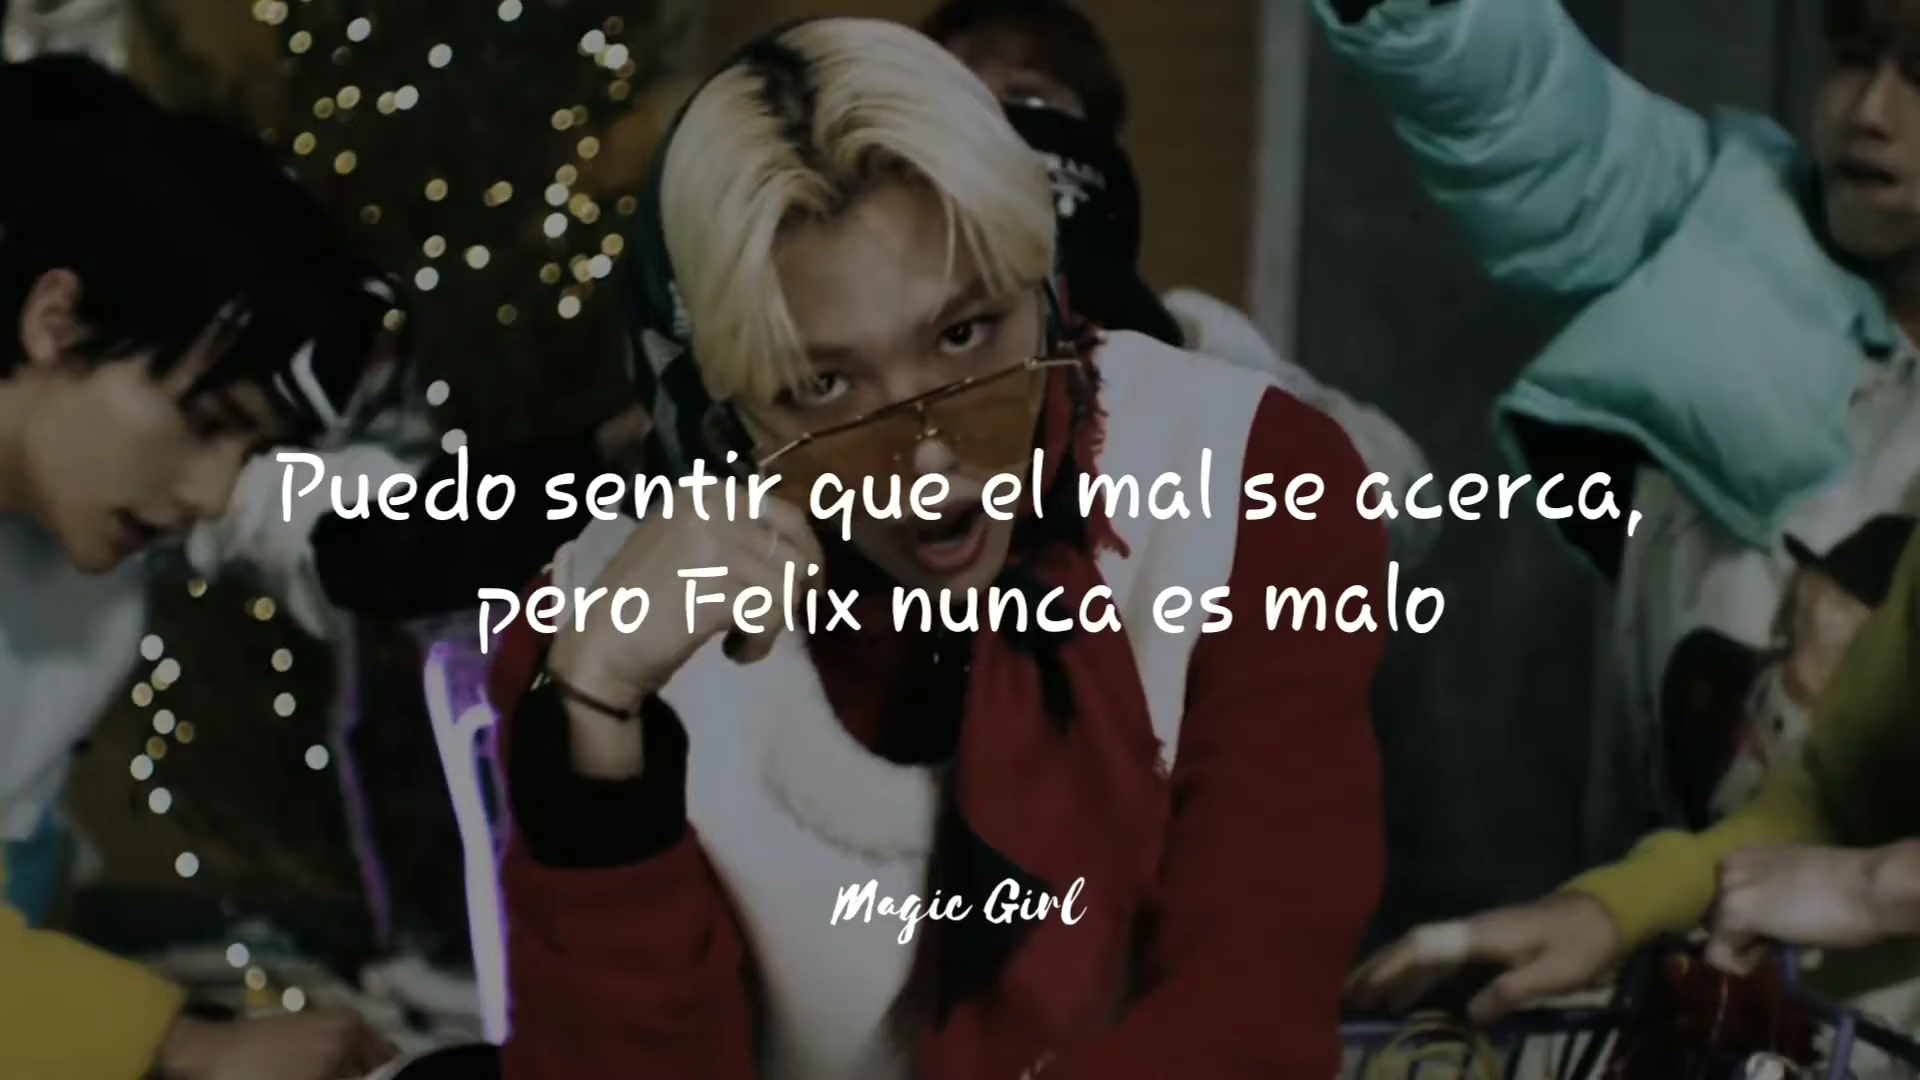 Puedo sentir que el mal se acerca,
pero Felix nunca es malo
Magic Girl